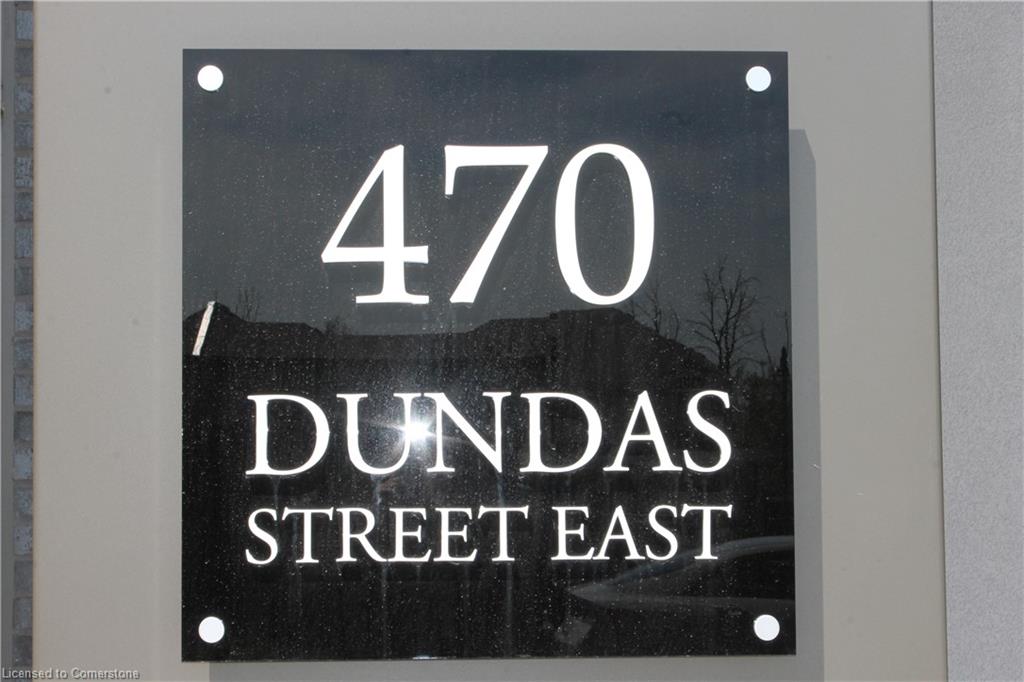 470
DUNDAS
STREET EAST
Licensed to Cornerstone